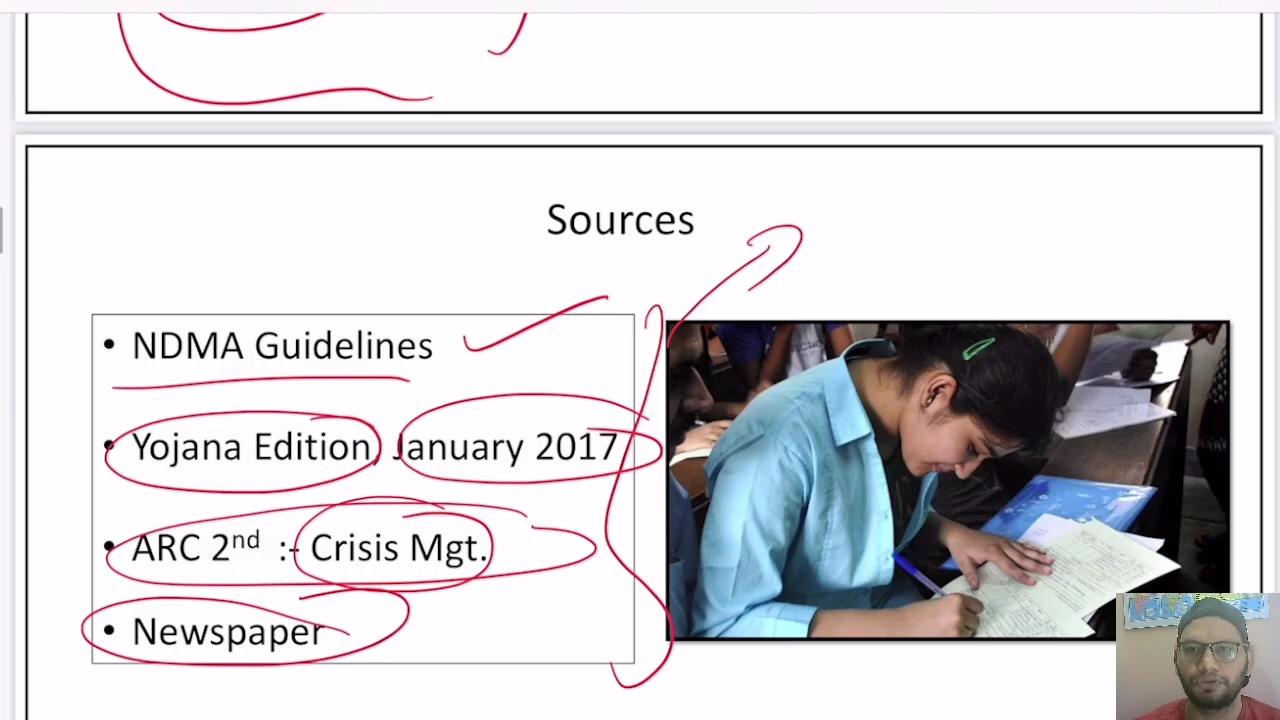 Sources
• NDMA Guidelines
• Yojana Edition, January 2017
• ARC 2nd :- Crisis Mgt.
• Newspaper